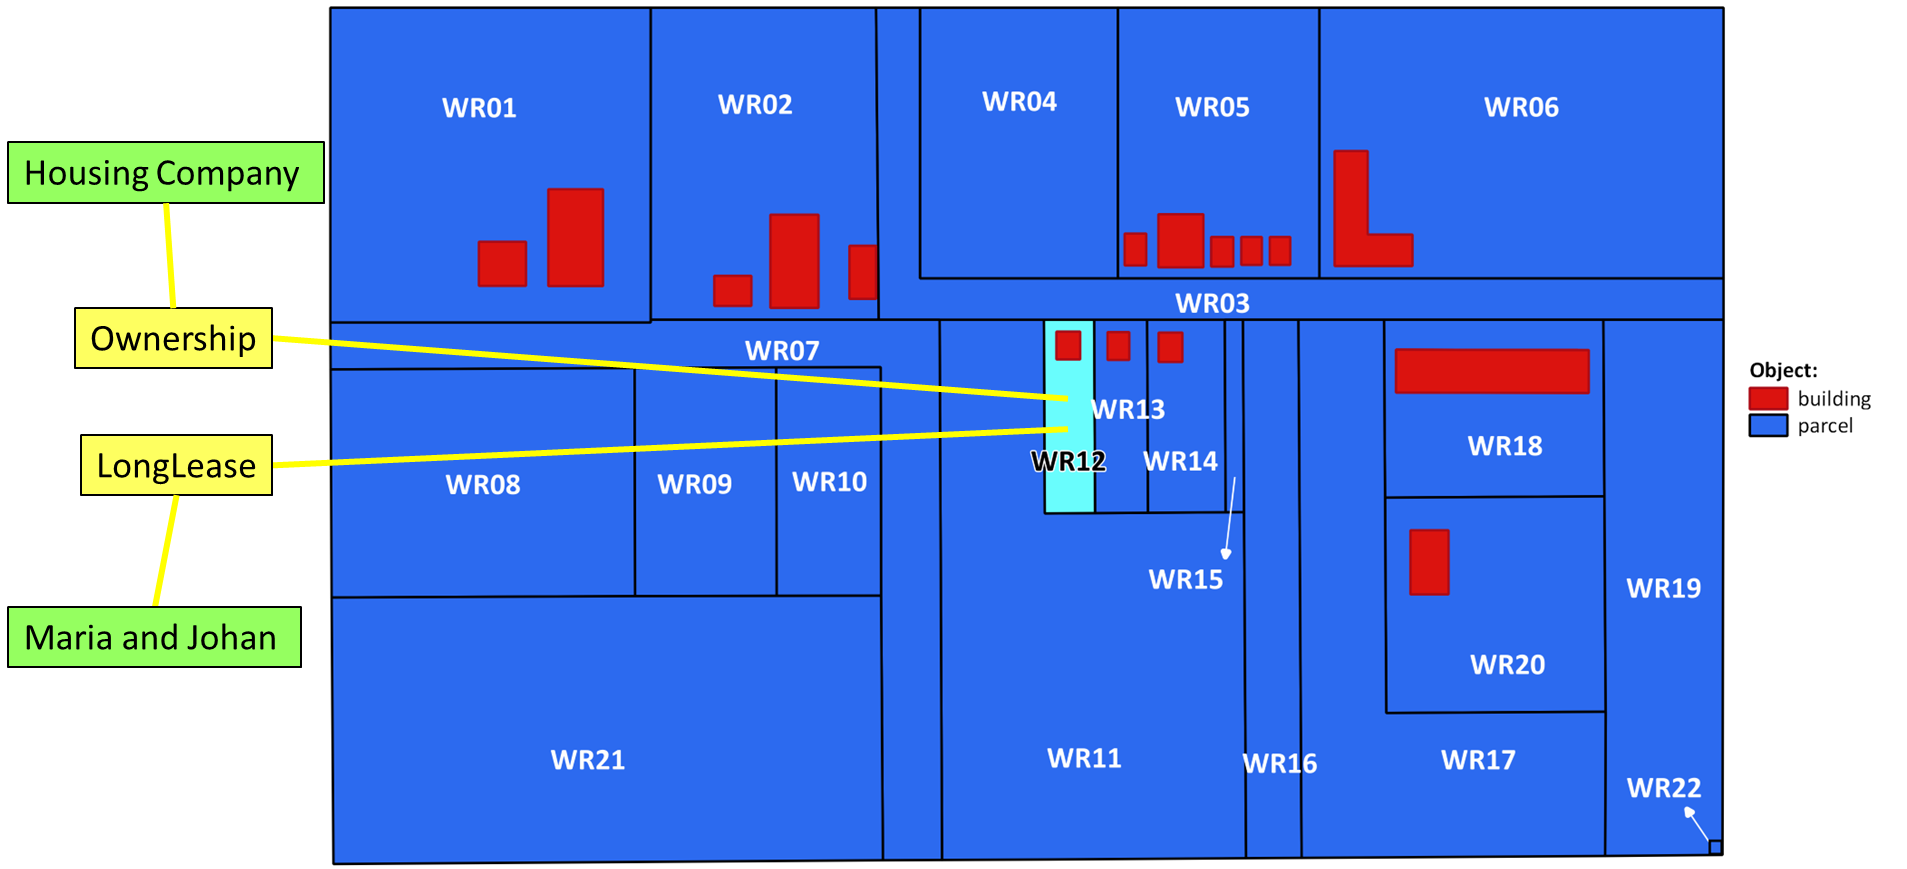 WR01
WR02
WR04
WR05
WR06
Housing Company
WR03
Ownership
WR07
Object:
building
parcel
WR13
WR18
LongLease
WR12
WR14
WR08
WR09
WR10
WR15
WR19
Maria and Johan
WR20
WR21
WR11
WR16
WR17
WR22